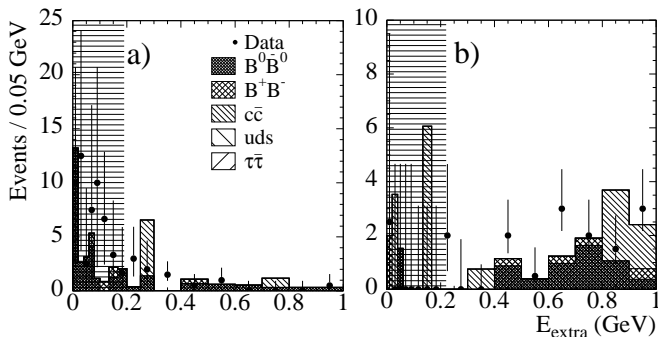 Events / 0.05 GeV
25
20
15
10
5
0
0 0.2 0.4 0.6 0.8 1
a)
Data
B⁰B̄⁰
B⁺B⁻
cc̄
uds
ττ̄
10
8
6
4
2
0
0 0.2 0.4 0.6 0.8 1
b)
E_extra (GeV)